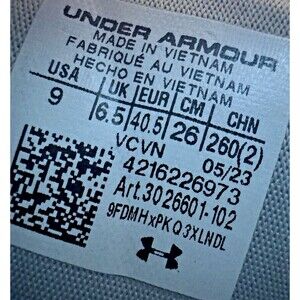 UNDER ARMOUR
MADE IN VIETNAM
FABRIQUÉ AU VIETNAM
HECHO EN VIETNAM
USA UK EUR CM CHN
9 6.5 40.5 26 260(2)
VCVN 05/23
4216226973
Art.3026601-102
9FDMHxPKQ3XLNDL